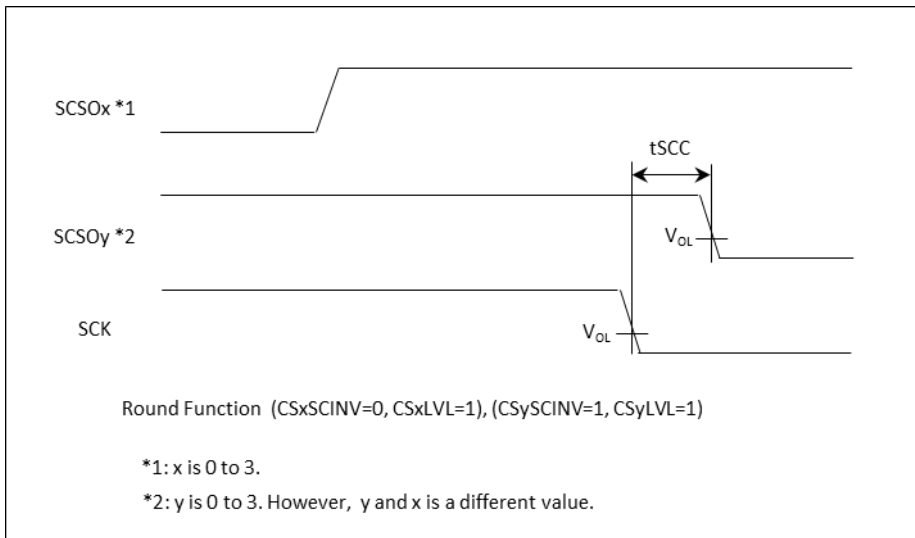 SCSOx *1
tSCC
SCSOy *2
VOL
SCK
VOL
Round Function (CSxSCINV=0, CSxLVL=1), (CSySCINV=1, CSyLVL=1)
*1: x is 0 to 3.
*2: y is 0 to 3. However, y and x is a different value.